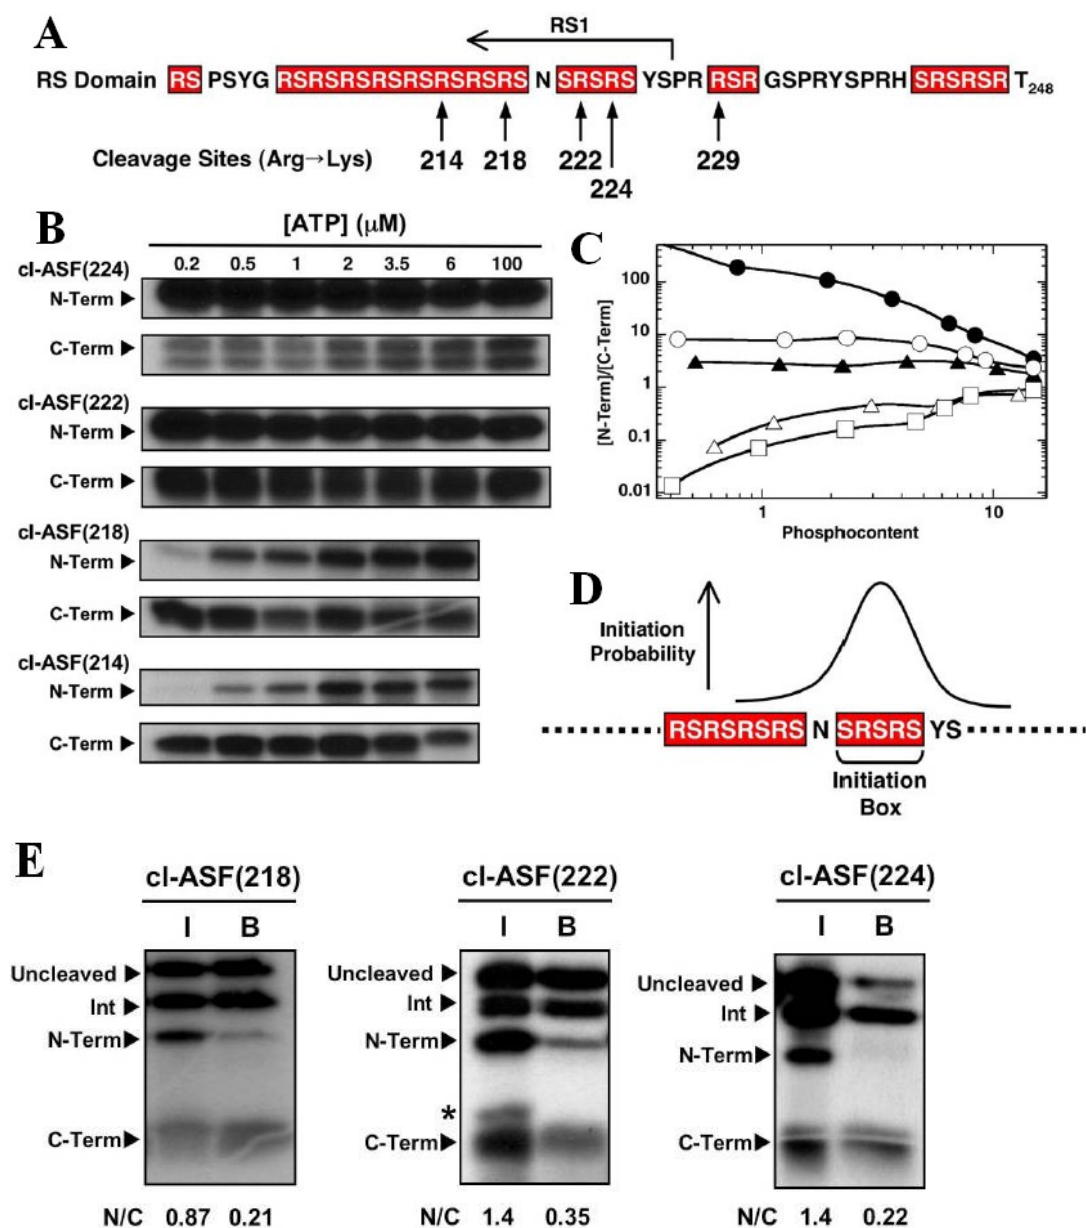 A
RS1
RS Domain RS PSYG RSRSRSRSRSRSRSRS N SRSRS YSPR RSR GSPRYSPRH SRSRSR T248
Cleavage Sites (Arg→Lys) 214 218 222 224 229
B
[ATP] (μM)
cl-ASF(224) 0.2 0.5 1 2 3.5 6 100
N-Term
C-Term
cl-ASF(222)
N-Term
C-Term
cl-ASF(218)
N-Term
C-Term
cl-ASF(214)
N-Term
C-Term
C
[N-Term]/[C-Term]
100
10
1
0.1
0.01
1 10
Phosphocontent
D
Initiation
Probability
RSRSRSRS N SRSRS YS
Initiation
Box
E
cl-ASF(218)
I B
Uncleaved
Int
N-Term
C-Term
N/C 0.87 0.21
cl-ASF(222)
I B
Uncleaved
Int
N-Term
*
C-Term
N/C 1.4 0.35
cl-ASF(224)
I B
Uncleaved
Int
N-Term
C-Term
N/C 1.4 0.22